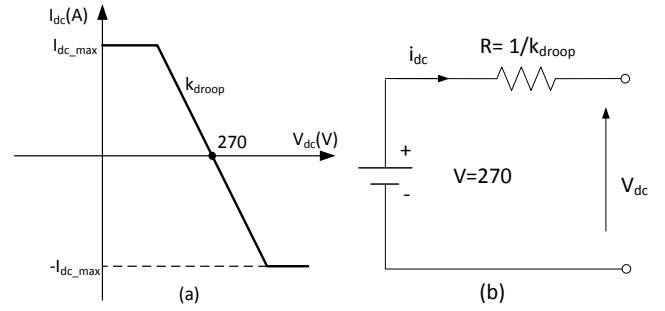 I_dc(A)
I_dc_max
k_droop
270
V_dc(V)
-I_dc_max
(a)
R= 1/k_droop
i_dc
+
V=270
-
V_dc
(b)